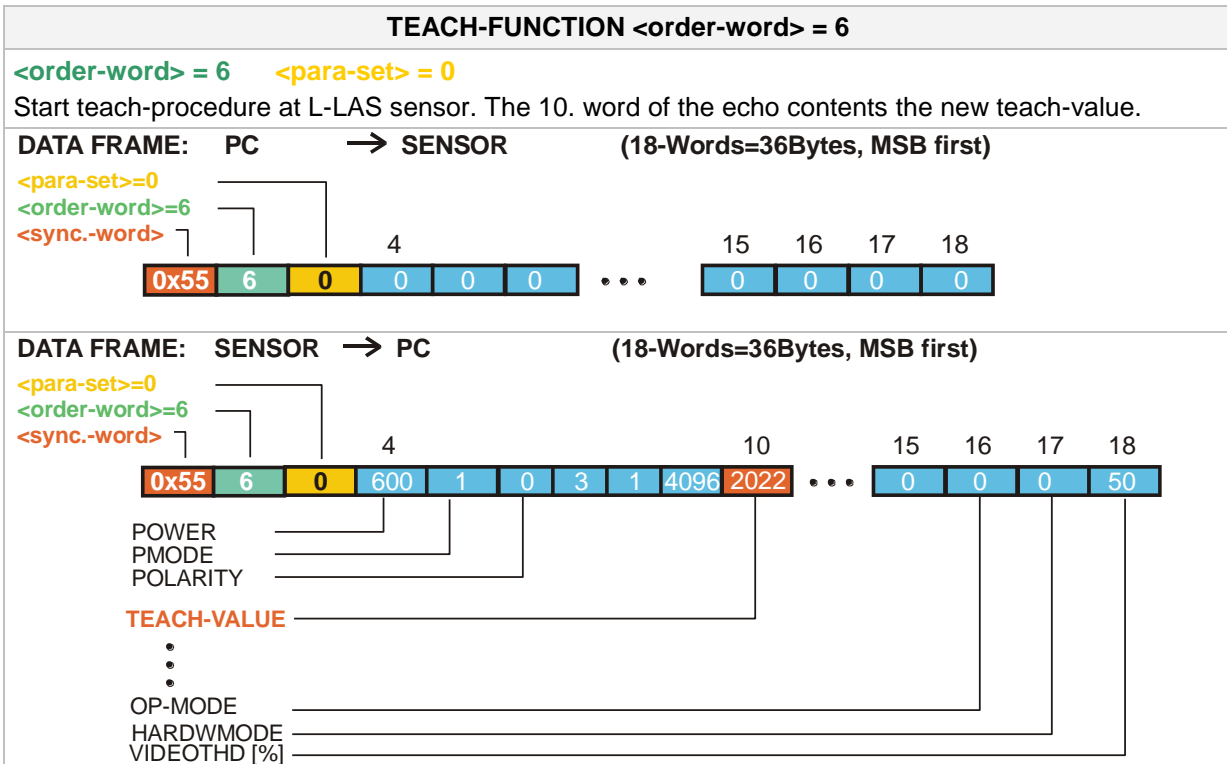 TEACH-FUNCTION <order-word> = 6
<order-word> = 6 <para-set> = 0
Start teach-procedure at L-LAS sensor. The 10. word of the echo contents the new teach-value.
DATA FRAME: PC → SENSOR (18-Words=36Bytes, MSB first)
<para-set>=0
<order-word>=6
<sync.-word> 4 15 16 17 18
0x55 6 0 0 0 0 • • • 0 0 0 0
DATA FRAME: SENSOR → PC (18-Words=36Bytes, MSB first)
<para-set>=0
<order-word>=6
<sync.-word> 4 10 15 16 17 18
0x55 6 0 600 1 0 3 1 4096 2022 • • • 0 0 0 50
POWER
PMODE
POLARITY
TEACH-VALUE
OP-MODE
HARDWMODE
VIDEOTHD [%]